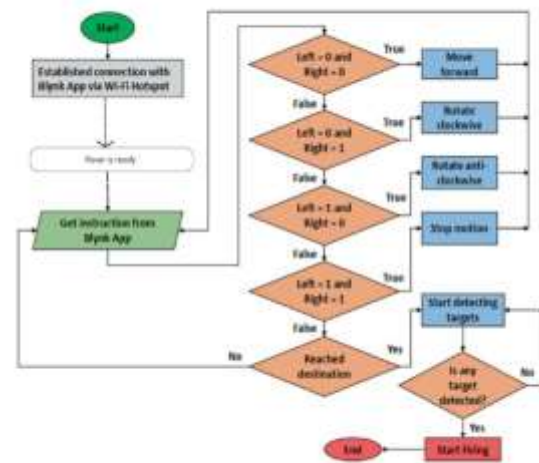 Start
Established connection with
Blynk App via Wi-Fi Hotspot
Rover is ready
Get instruction from
Blynk App
Left = 0 and
Right = 0
True
Move
forward
False
Left = 0 and
Right = 1
True
Rotate
clockwise
False
Left = 1 and
Right = 0
True
Rotate anti-
clockwise
False
Left = 1 and
Right = 1
True
Stop motion
False
Reached
destination
No
Yes
Start detecting
targets
Is any
target
detected?
No
Yes
Start Firing
End